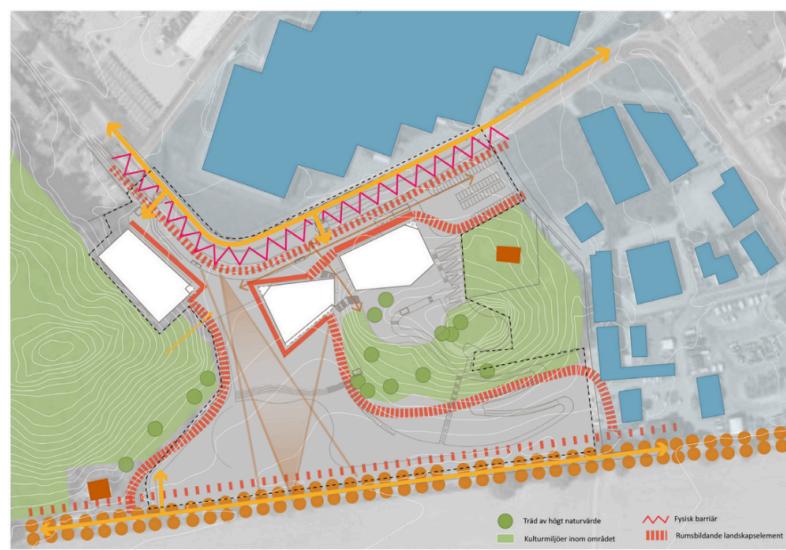 Träd av högt naturvärde
Fysisk barriär
Kulturmiljöer inom området
Rumsbildande landskapselement